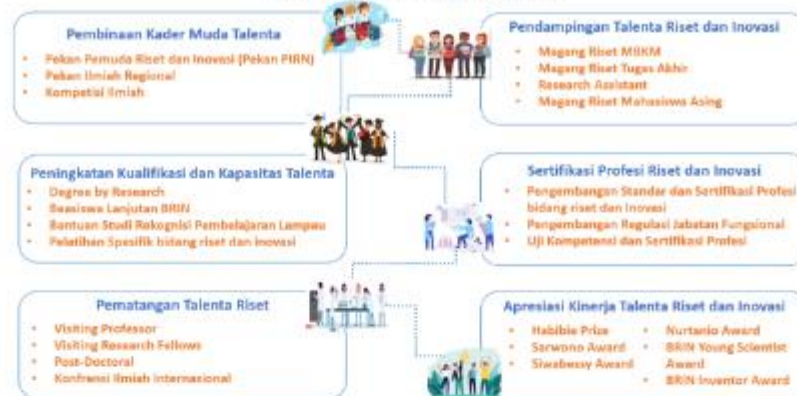 Pembinaan Kader Muda Talenta
• Pekan Pemuda Riset dan Inovasi (Pekan PIRN)
• Pekan Ilmiah Regional
• Kompetisi Ilmiah
Pendampingan Talenta Riset dan Inovasi
• Magang Riset MBKM
• Magang Riset Tugas Akhir
• Research Assistant
• Magang Riset Mahasiswa Asing
Peningkatan Kualifikasi dan Kapasitas Talenta
• Degree by Research
• Beasiswa Lanjutan BRIN
• Bantuan Studi Rekognisi Pembelajaran Lampau
• Pelatihan Spesifik bidang riset dan inovasi
Sertifikasi Profesi Riset dan Inovasi
• Pengembangan Standar dan Sertifikasi Profesi
bidang riset dan Inovasi
• Pengembangan Regulasi Jabatan Fungsional
• Uji Kompetensi dan Sertifikasi Profesi
Pematangan Talenta Riset
• Visiting Professor
• Visiting Research Fellows
• Post-Doctoral
• Konfrensi Ilmiah Internasional
Apresiasi Kinerja Talenta Riset dan Inovasi
• Habibie Prize
• Sarwono Award
• Siwabessy Award
• Nurtanio Award
• BRIN Young Scientist
Award
• BRIN Inventor Award